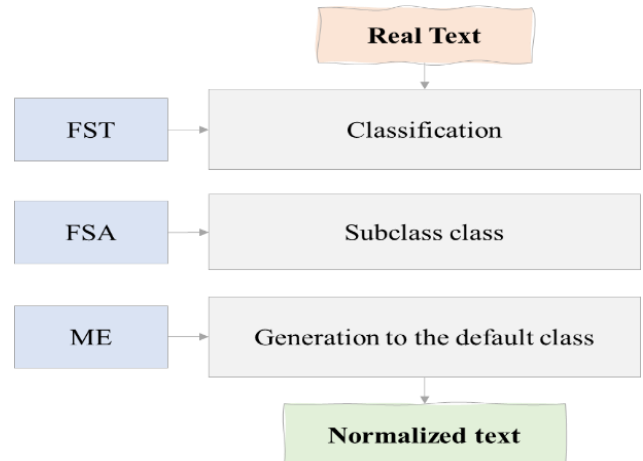 Real Text
FST
Classification
FSA
Subclass class
ME
Generation to the default class
Normalized text